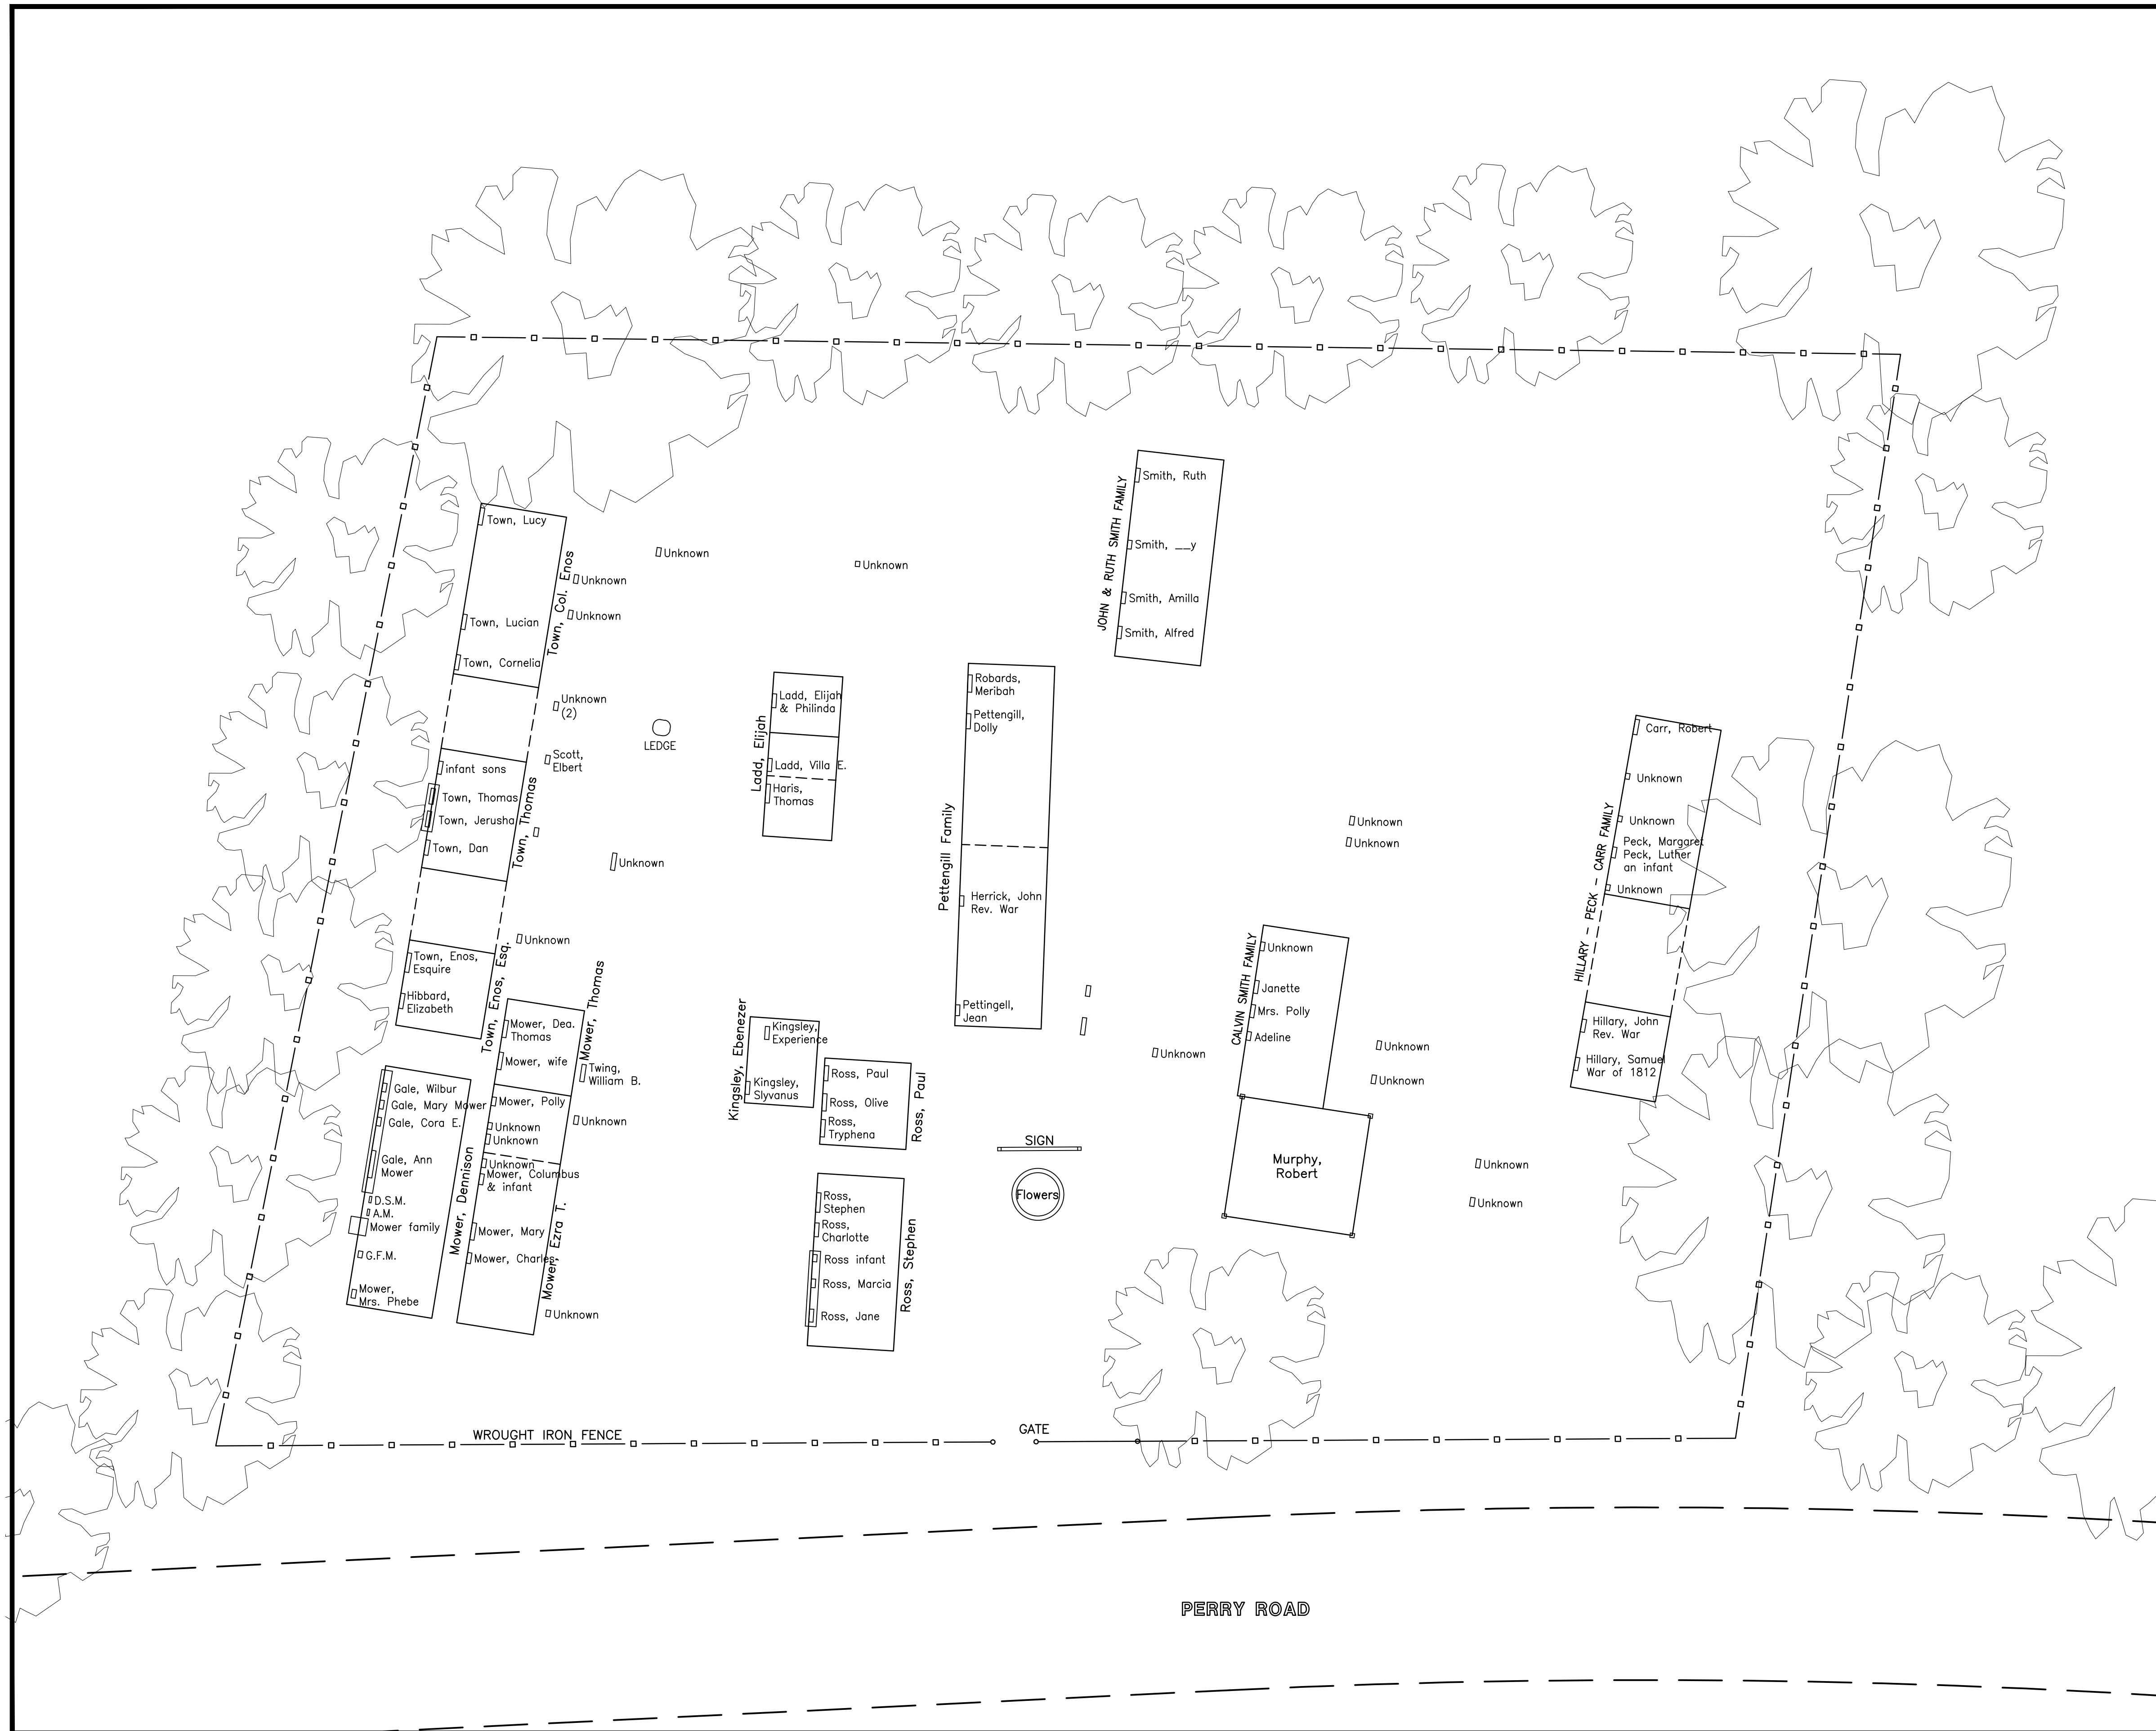 Smith, Ruth
Smith, __y
Smith, Amilla
Smith, Alfred
JOHN & RUTH SMITH FAMILY
Town, Lucy
Town, Lucian
Town, Cornelia
Town, Col. Enos
Unknown
Unknown
Unknown
Unknown
Unknown
(2)
LEDGE
Scott,
Elbert
infant sons
Town, Thomas
Town, Jerusha
Town, Dan
Town, Thomas
Unknown
Unknown
Town, Enos,
Esquire
Hibbard,
Elizabeth
Town, Enos, Esq.
Ladd, Elijah
& Philinda
Ladd, Villa E.
Haris,
Thomas
Ladd, Elijah
Robards,
Meribah
Pettengill,
Dolly
Herrick, John
Rev. War
Pettingell,
Jean
Pettengill Family
Carr, Robert
Unknown
Unknown
Peck, Margaret
Peck, Luther
an infant
Unknown
Hillary, John
Rev. War
Hillary, Samuel
War of 1812
HILLARY - PECK - CARR FAMILY
Unknown
Unknown
Unknown
Janette
Mrs. Polly
Adeline
CALVIN SMITH FAMILY
Unknown
Unknown
Unknown
Murphy,
Robert
Unknown
Unknown
Mower, Dea.
Thomas
Mower, wife
Mower, Thomas
Twing,
William B.
Mower, Polly
Unknown
Unknown
Unknown
Unknown
Mower, Columbus
& infant
Mower, Mary
Mower, Charles
Mower, Ezra T.
Unknown
Gale, Wilbur
Gale, Mary Mower
Gale, Cora E.
Gale, Ann
Mower
D.S.M.
A.M.
Mower family
G.F.M.
Mower,
Mrs. Phebe
Mower, Dennison
Kingsley,
Experience
Kingsley,
Slyvanus
Kingsley, Ebenezer
Ross, Paul
Ross, Olive
Ross,
Tryphena
Ross, Paul
Ross,
Stephen
Ross,
Charlotte
Ross infant
Ross, Marcia
Ross, Jane
Ross, Stephen
SIGN
Flowers
WROUGHT IRON FENCE
GATE
PERRY ROAD